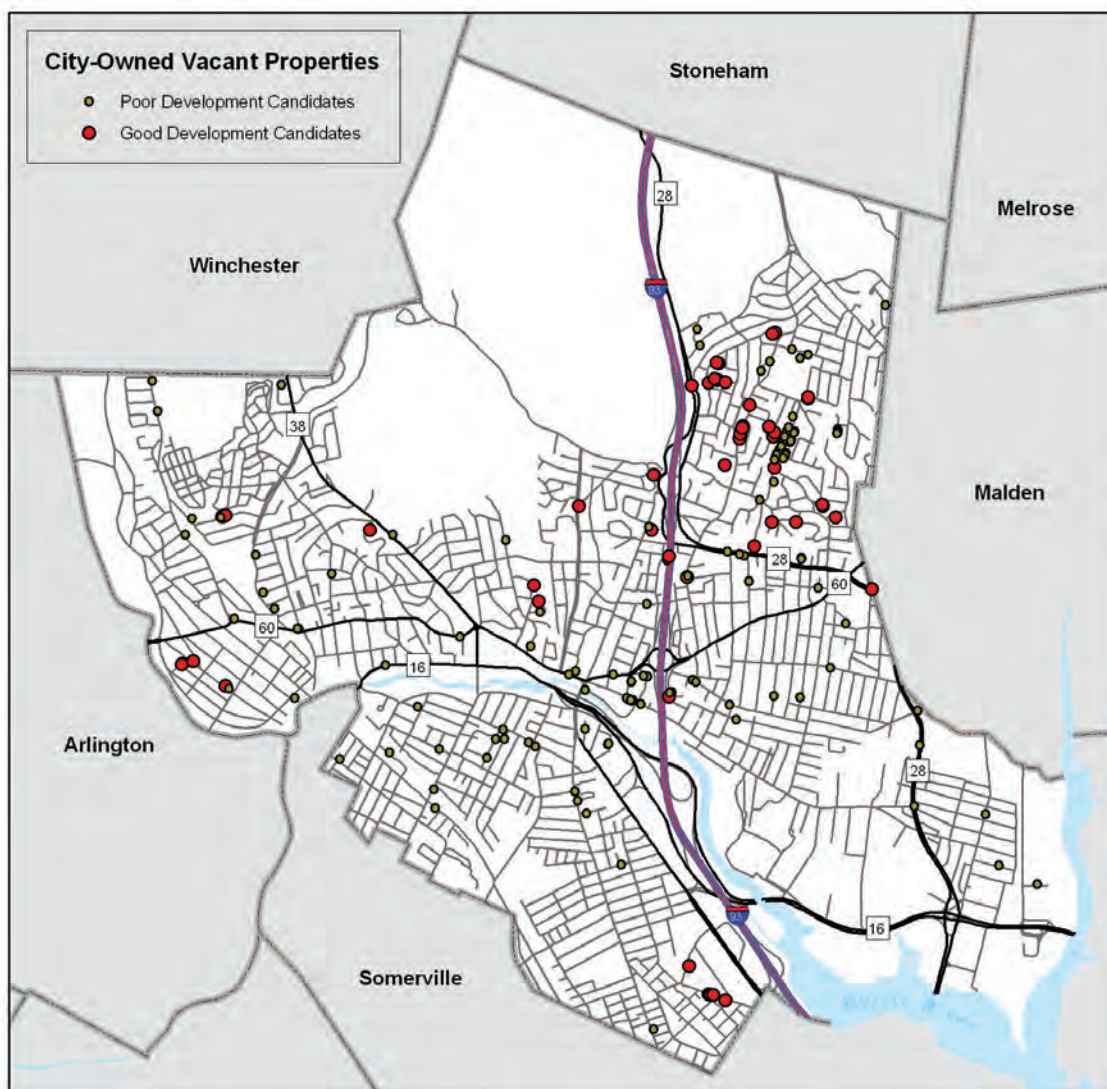 City-Owned Vacant Properties
Poor Development Candidates
Good Development Candidates
Stoneham
28
Melrose
Winchester
93
38
Malden
28
60
60
16
Arlington
28
93
16
Somerville